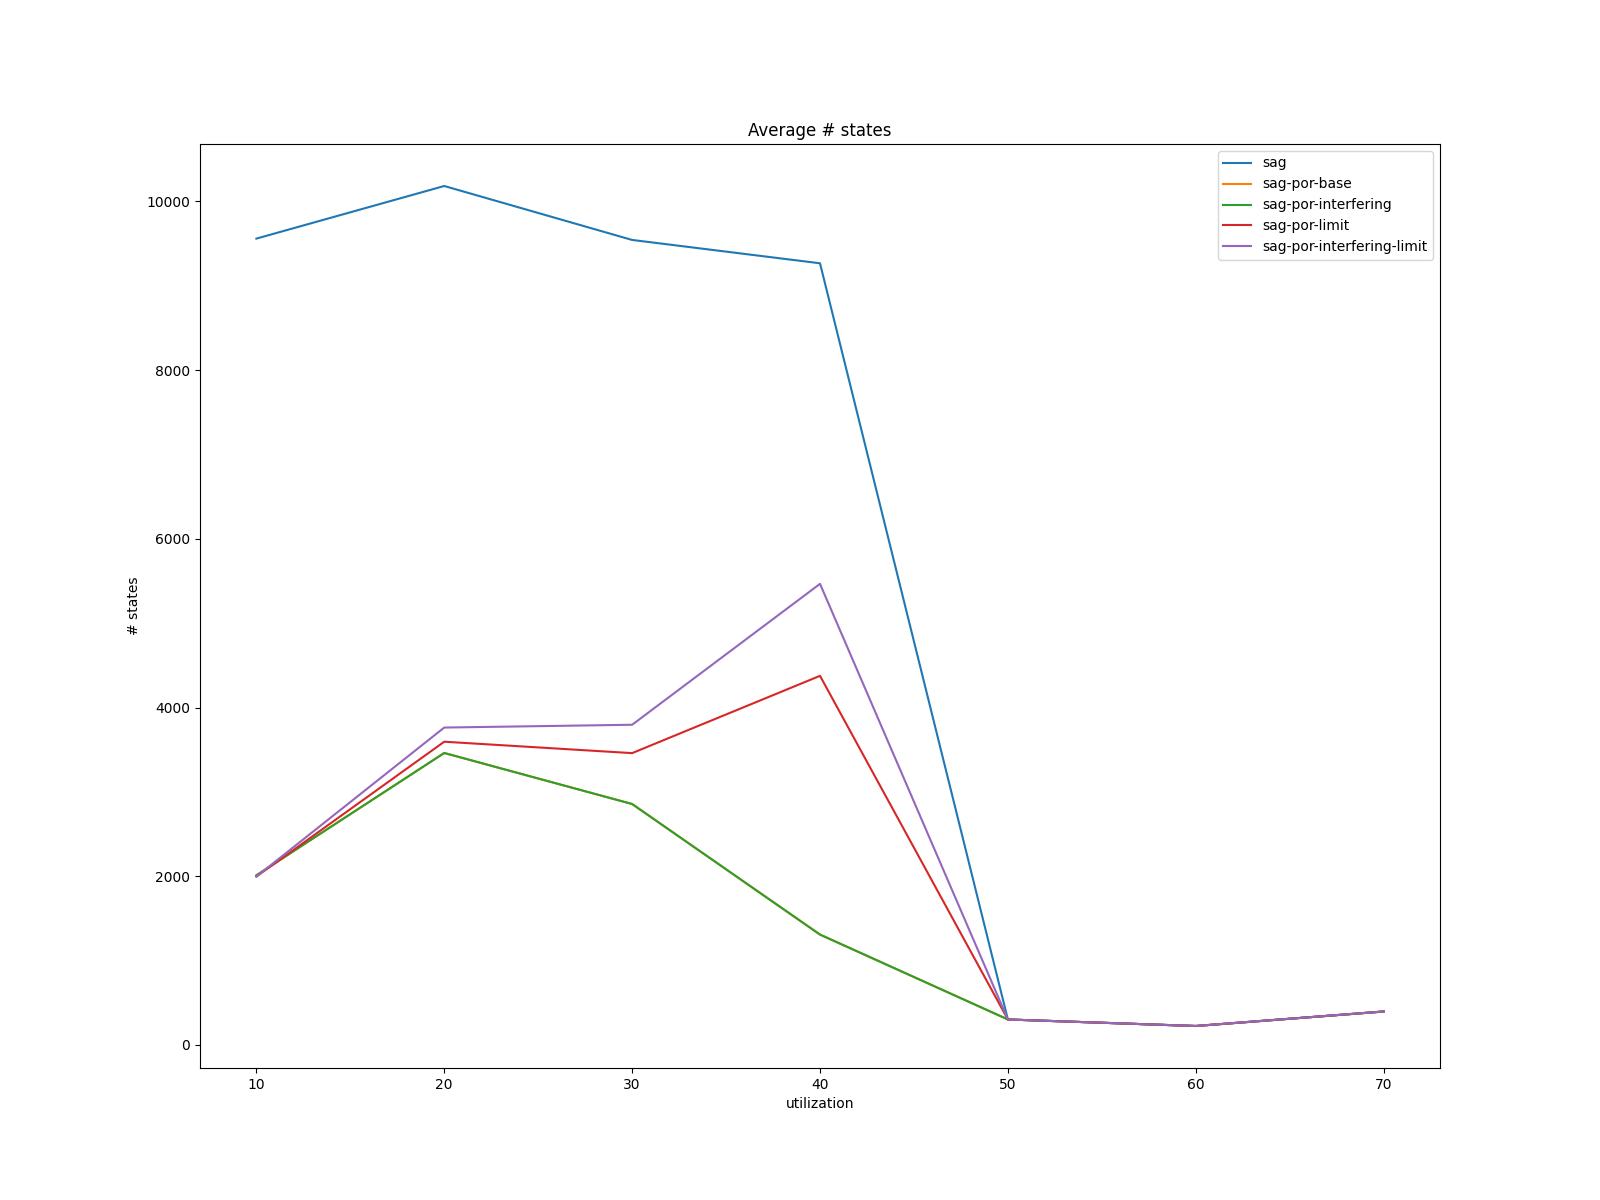 Average # states
sag
sag-por-base
sag-por-interfering
sag-por-limit
sag-por-interfering-limit
# states
10000
8000
6000
4000
2000
0
10 20 30 40 50 60 70
utilization